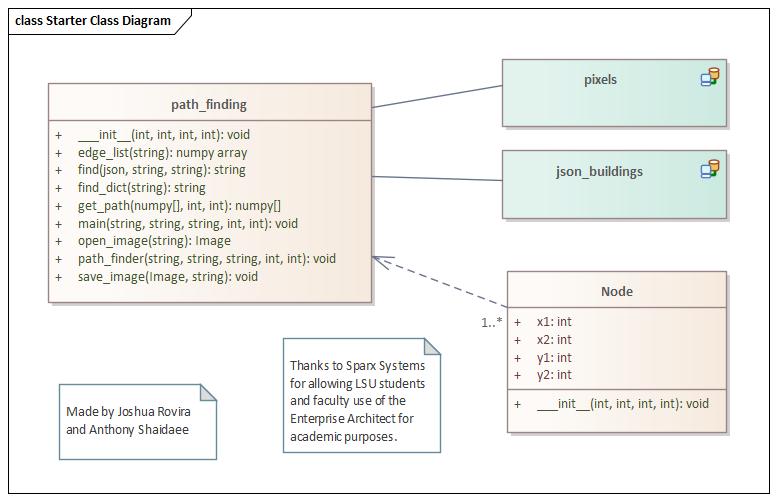 class Starter Class Diagram
path_finding
+ ___init__(int, int, int, int): void
+ edge_list(string): numpy array
+ find(json, string, string): string
+ find_dict(string): string
+ get_path(numpy[], int, int): numpy[]
+ main(string, string, string, int, int): void
+ open_image(string): Image
+ path_finder(string, string, string, int, int): void
+ save_image(Image, string): void
pixels
json_buildings
Node
1..*
+ x1: int
+ x2: int
+ y1: int
+ y2: int
+ ___init__(int, int, int, int): void
Thanks to Sparx Systems
for allowing LSU students
and faculty use of the
Enterprise Architect for
academic purposes.
Made by Joshua Rovira
and Anthony Shaidaee